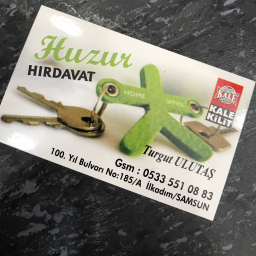 Huzur
HIRDAVAT
KALE
KALE
KİLİT
Turgut ULUTAŞ
Gsm : 0533 551 08 83
100. Yıl Bulvarı No:185/A İlkadım/SAMSUN